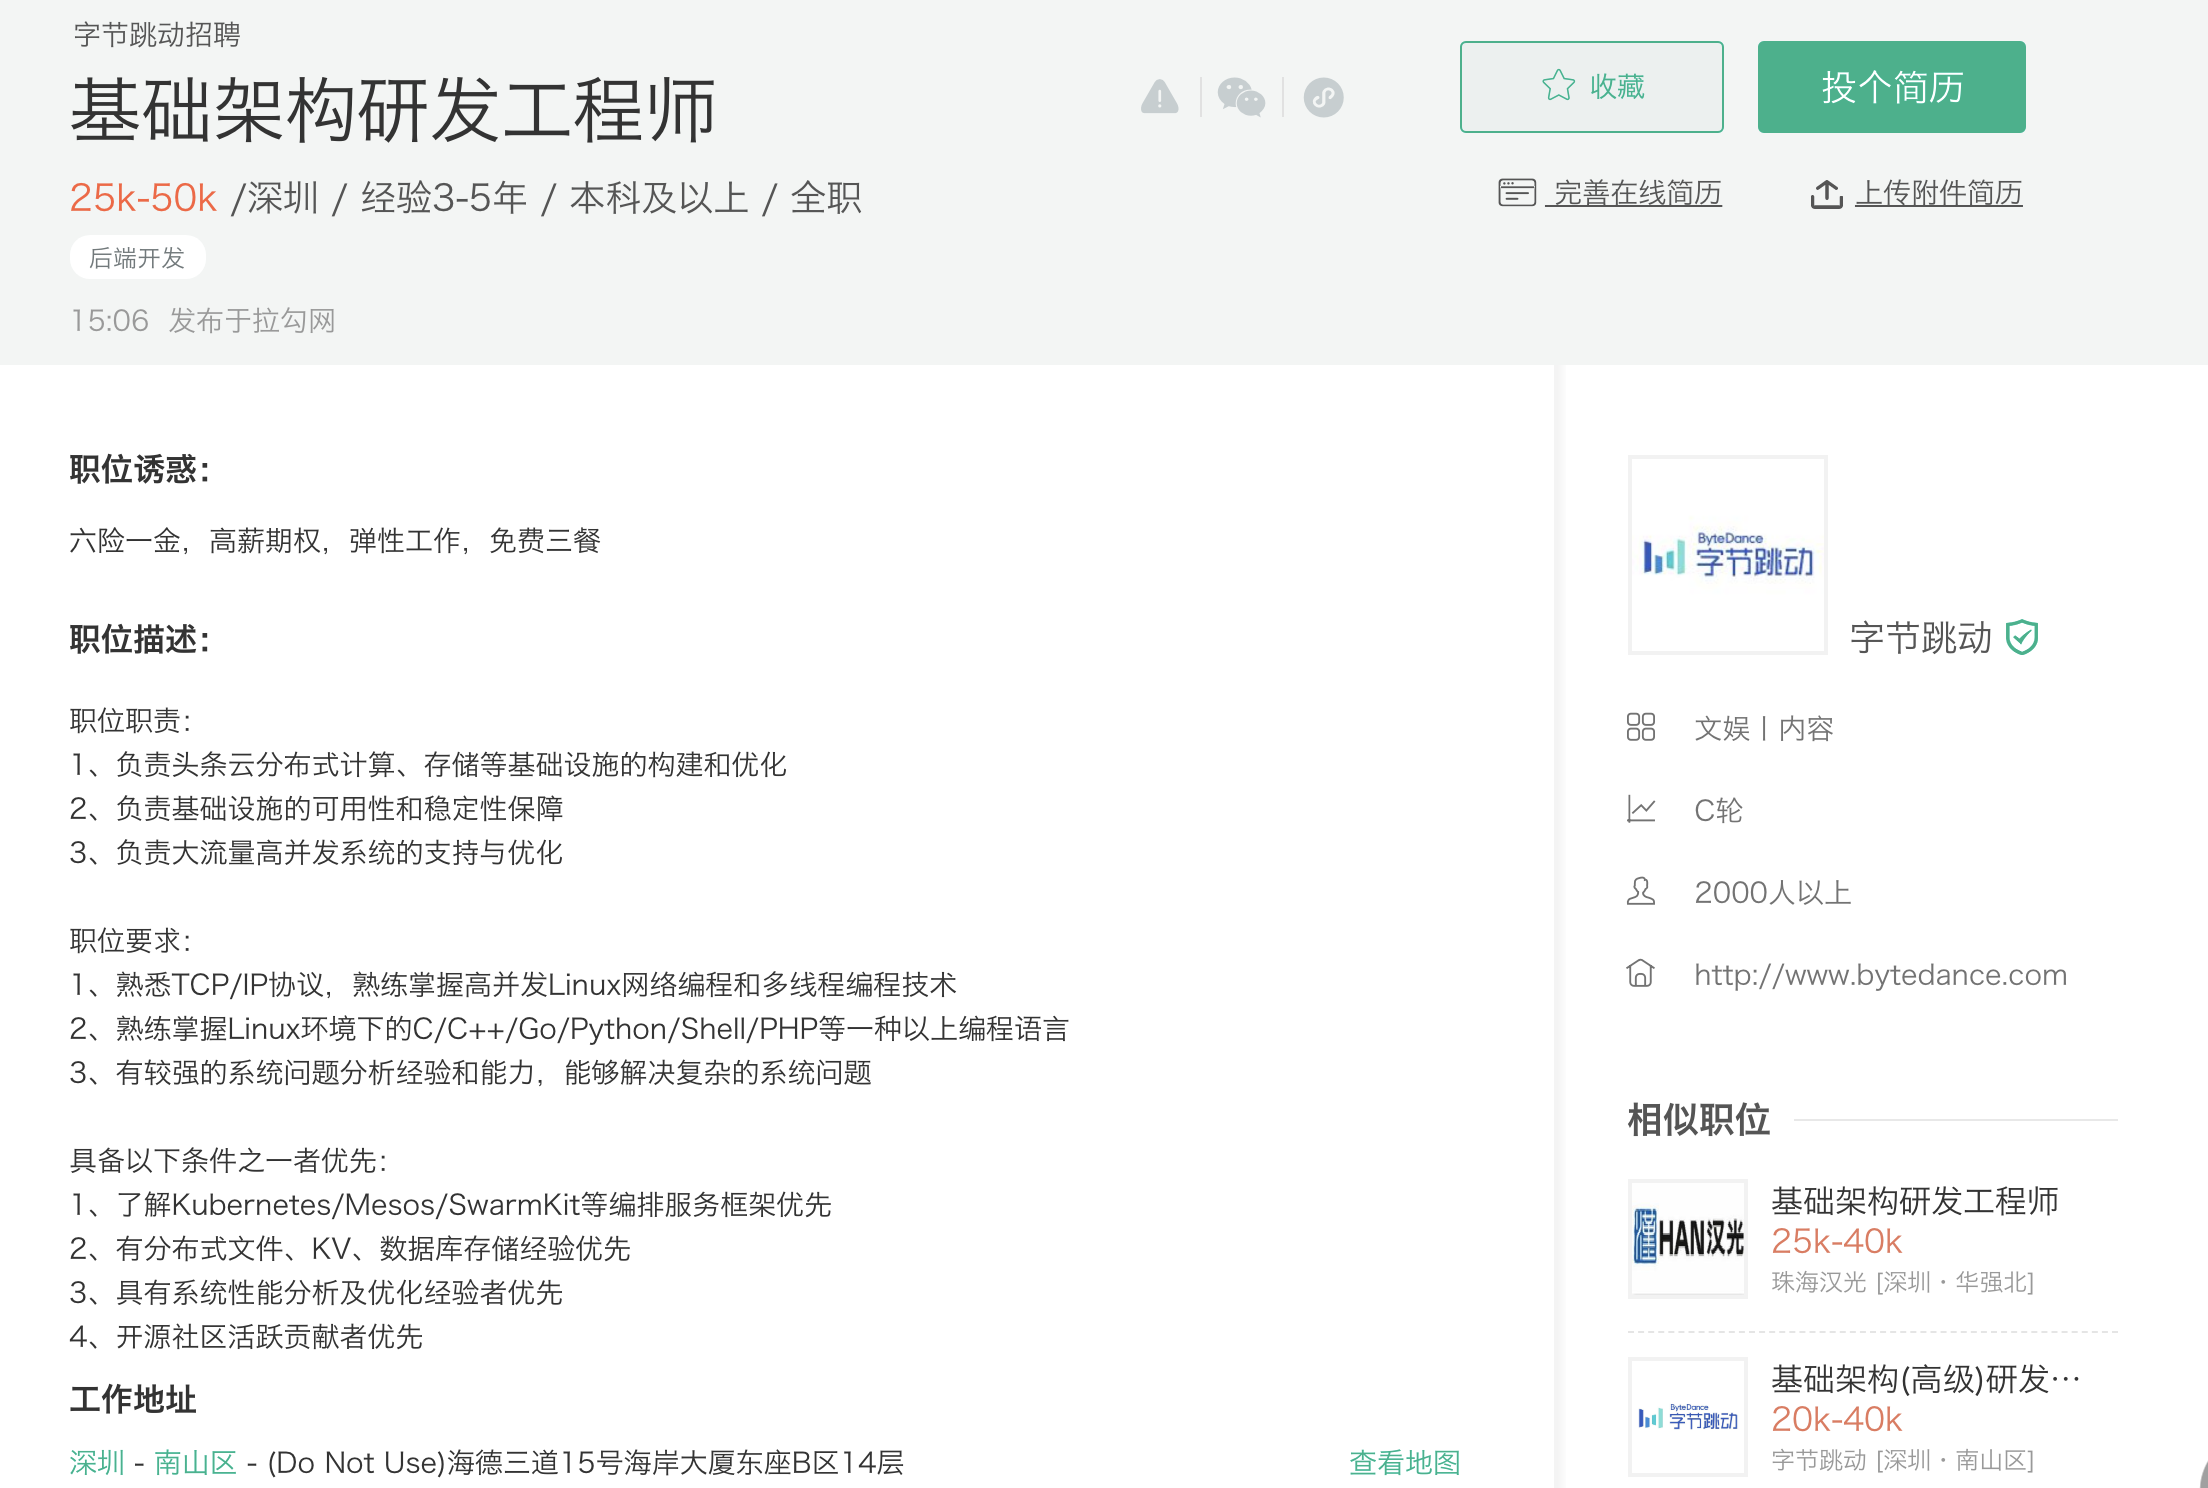 字节跳动招聘
基础架构研发工程师
收藏
投个简历
25k-50k /深圳 / 经验3-5年 / 本科及以上 / 全职
完善在线简历
上传附件简历
后端开发
15:06 发布于拉勾网
职位诱惑：
六险一金，高薪期权，弹性工作，免费三餐
职位描述：
职位职责：
1、负责头条云分布式计算、存储等基础设施的构建和优化
2、负责基础设施的可用性和稳定性保障
3、负责大流量高并发系统的支持与优化
职位要求：
1、熟悉TCP/IP协议，熟练掌握高并发Linux网络编程和多线程编程技术
2、熟练掌握Linux环境下的C/C++/Go/Python/Shell/PHP等一种以上编程语言
3、有较强的系统问题分析经验和能力，能够解决复杂的系统问题
具备以下条件之一者优先：
1、了解Kubernetes/Mesos/SwarmKit等编排服务框架优先
2、有分布式文件、KV、数据库存储经验优先
3、具有系统性能分析及优化经验者优先
4、开源社区活跃贡献者优先
工作地址
深圳 - 南山区 - (Do Not Use)海德三道15号海岸大厦东座B区14层
查看地图
ByteDance
字节跳动
字节跳动
文娱丨内容
C轮
2000人以上
http://www.bytedance.com
相似职位
HAN汉光
基础架构研发工程师
25k-40k
珠海汉光 [深圳·华强北]
ByteDance
字节跳动
基础架构(高级)研发…
20k-40k
字节跳动 [深圳·南山区]